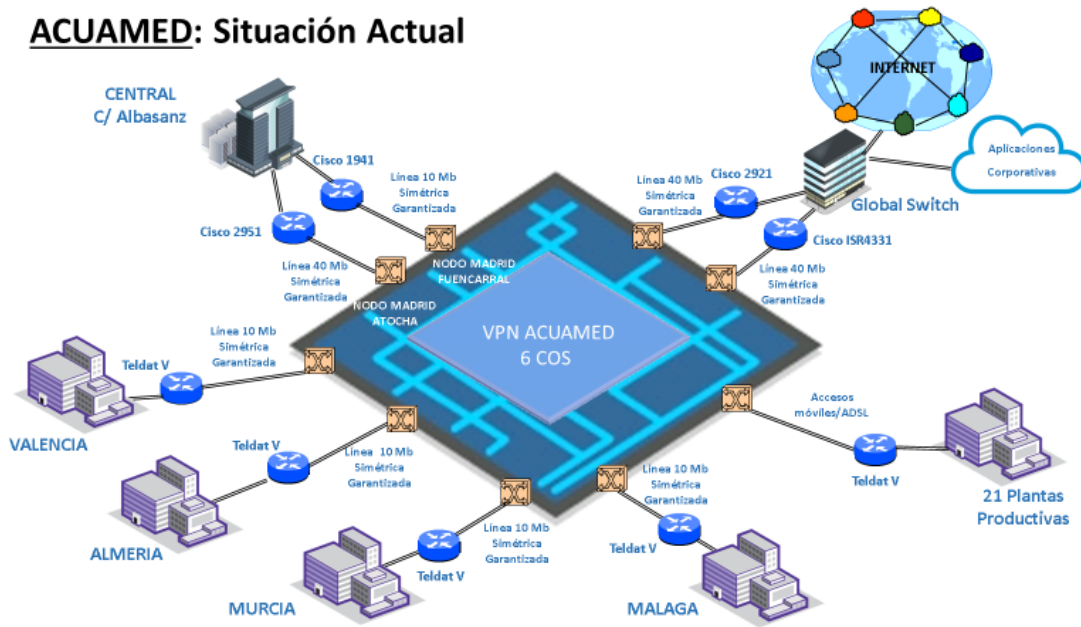 ACUAMED: Situación Actual
CENTRAL
C/ Albasanz
Cisco 1941
Línea 10 Mb
Simétrica
Garantizada
Cisco 2951
Línea 40 Mb
Simétrica
Garantizada
NODO MADRID
FUENCARRAL
NODO MADRID
ATOCHA
INTERNET
Aplicaciones
Corporativas
Global Switch
Cisco 2921
Línea 40 Mb
Simétrica
Garantizada
Cisco ISR4331
Línea 40 Mb
Simétrica
Garantizada
VPN ACUAMED
6 COS
Línea 10 Mb
Simétrica
Garantizada
Teldat V
VALENCIA
Teldat V
Línea 10 Mb
Simétrica
Garantizada
ALMERIA
Línea 10 Mb
Simétrica
Garantizada
Teldat V
MURCIA
Línea 10 Mb
Simétrica
Garantizada
Teldat V
MALAGA
Accesos
móviles/ADSL
Teldat V
21 Plantas
Productivas